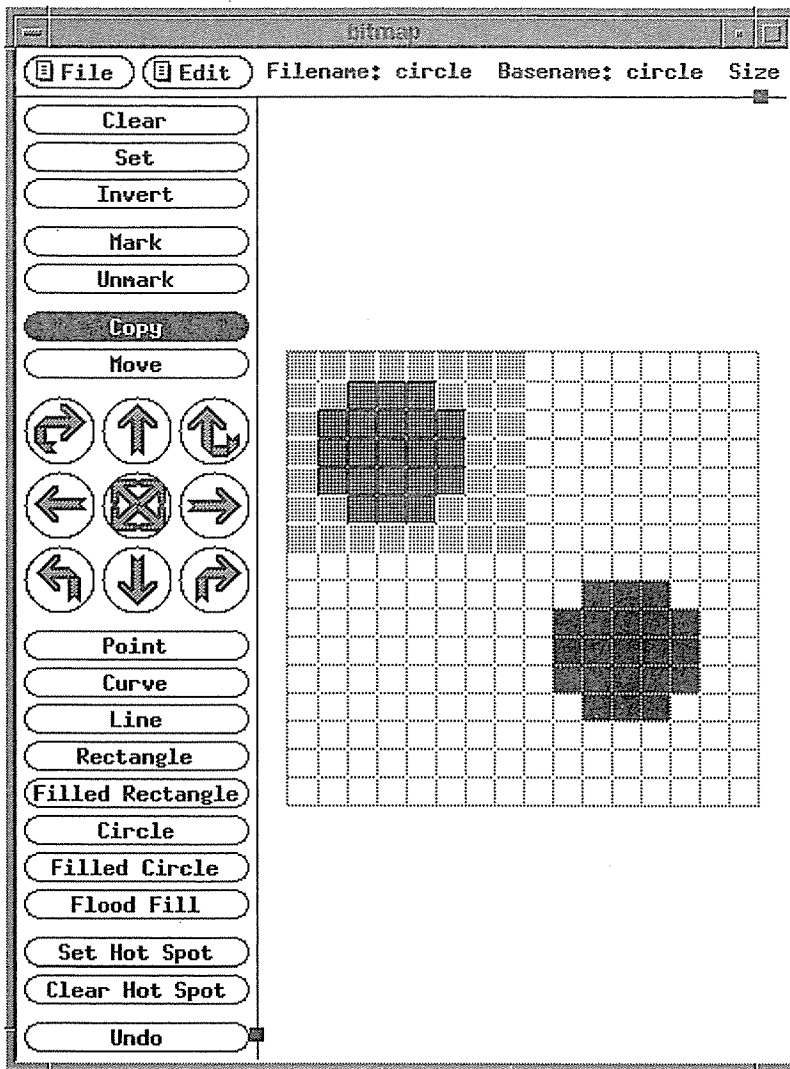 bitmap
File Edit Filename: circle Basename: circle Size
Clear
Set
Invert
Mark
Unmark
Copy
Move
Point
Curve
Line
Rectangle
Filled Rectangle
Circle
Filled Circle
Flood Fill
Set Hot Spot
Clear Hot Spot
Undo